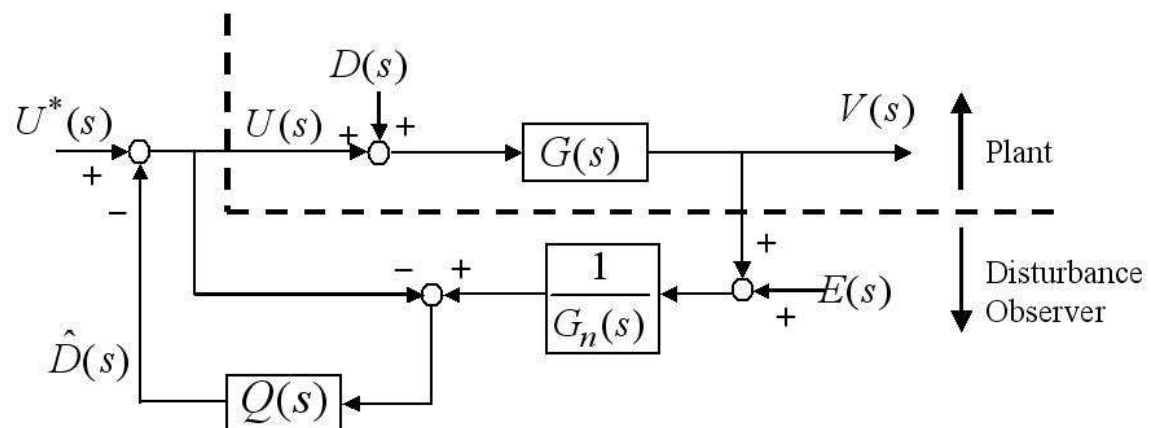 D(s)
U*(s)
U(s)
V(s)
+
+
+
G(s)
Plant
−
+
−
+
1
G_n(s)
E(s)
+
Disturbance
Observer
D̂(s)
Q(s)